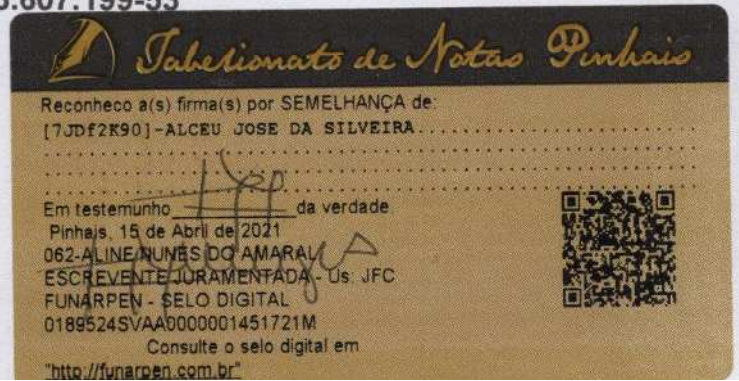 .607.199-53
Tabelionato de Notas Pinhais
Reconheco a(s) firma(s) por SEMELHANÇA de:
[7JDf2K90]-ALCEU JOSE DA SILVEIRA
Em testemunho da verdade
Pinhais, 15 de Abril de 2021
062-ALINE NUNES DO AMARAL
ESCREVENTE JURAMENTADA - Us: JFC
FUNARPEN - SELO DIGITAL
0189524SVAA0000001451721M
Consulte o selo digital em
"http://funarpen.com.br"